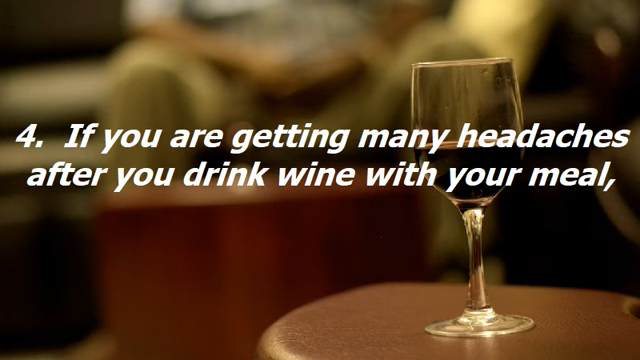 4. If you are getting many headaches
after you drink wine with your meal,